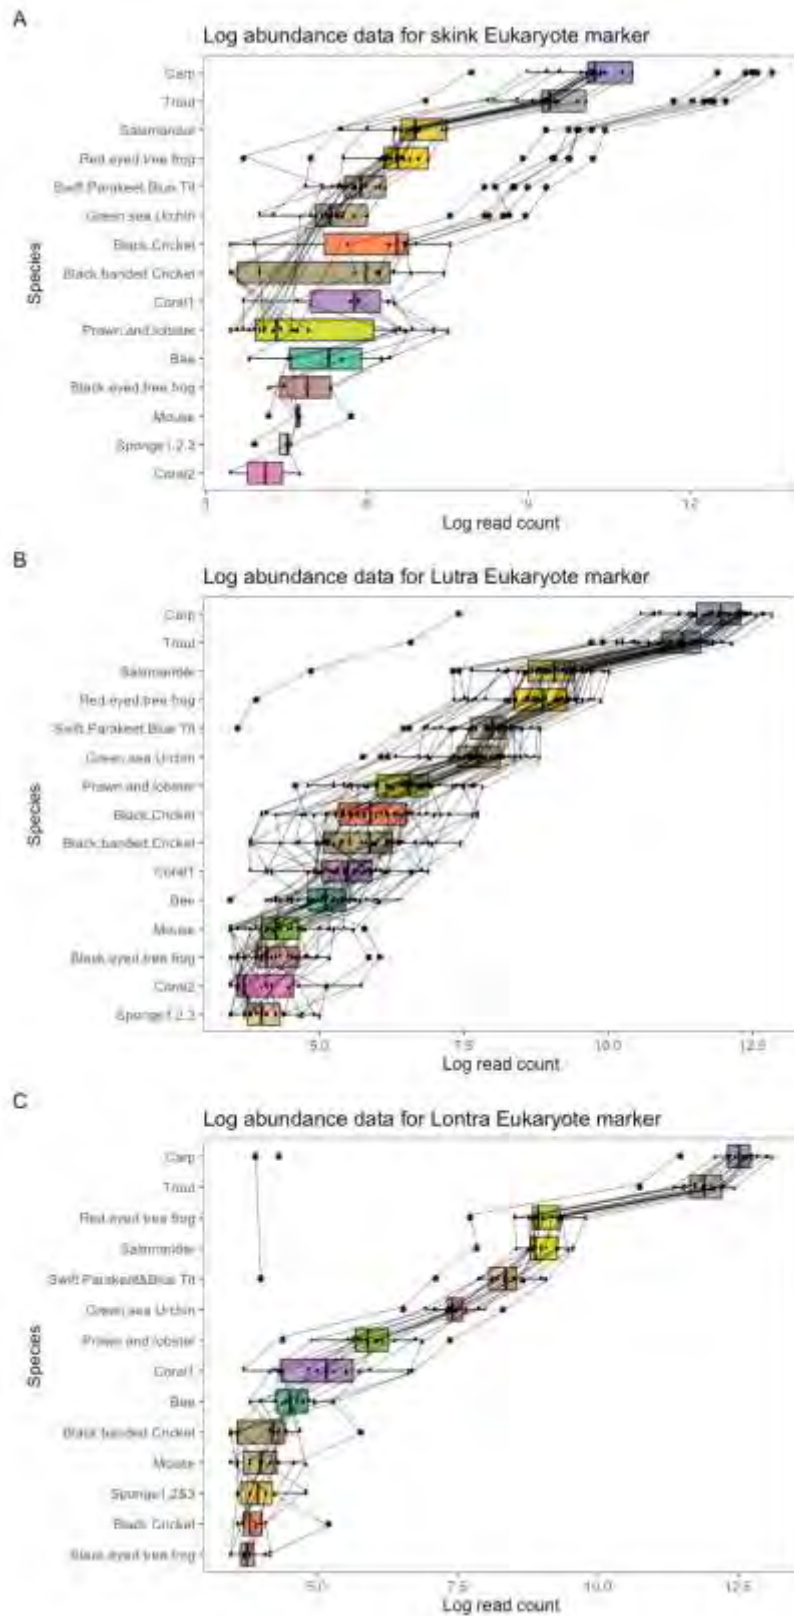 A
Log abundance data for skink Eukaryote marker
Carp
Trout
Salamander
Red.eyed.tree frog
Swift.Parakeet.Blue Tit
Green sea Urchin
Black.Cricket
Black.banded.Cricket
Coral1
Prawn.and.lobster
Bee
Black.eyed.tree frog
Mouse
Sponge1.2.3
Coral2
Species
6
9
12
Log read count
B
Log abundance data for Lutra Eukaryote marker
Carp
Trout
Salamander
Red.eyed.tree frog
Swift.Parakeet.Blue Tit
Green.sea Urchin
Prawn.and.lobster
Black.Cricket
Black.banded.Cricket
Coral1
Bee
Mouse
Black.eyed.tree frog
Coral2
Sponge1.2.3
Species
5.0
7.5
10.0
12.5
Log read count
C
Log abundance data for Lontra Eukaryote marker
Carp
Trout
Red.eyed tree frog
Salamander
Swift.Parakeet&Blue Tit
Green.sea Urchin
Prawn and lobster
Coral1
Bee
Black banded Cricket
Mouse
Sponge1,2&3
Black Cricket
Black eyed tree frog
Species
5.0
7.5
10.0
12.5
Log read count